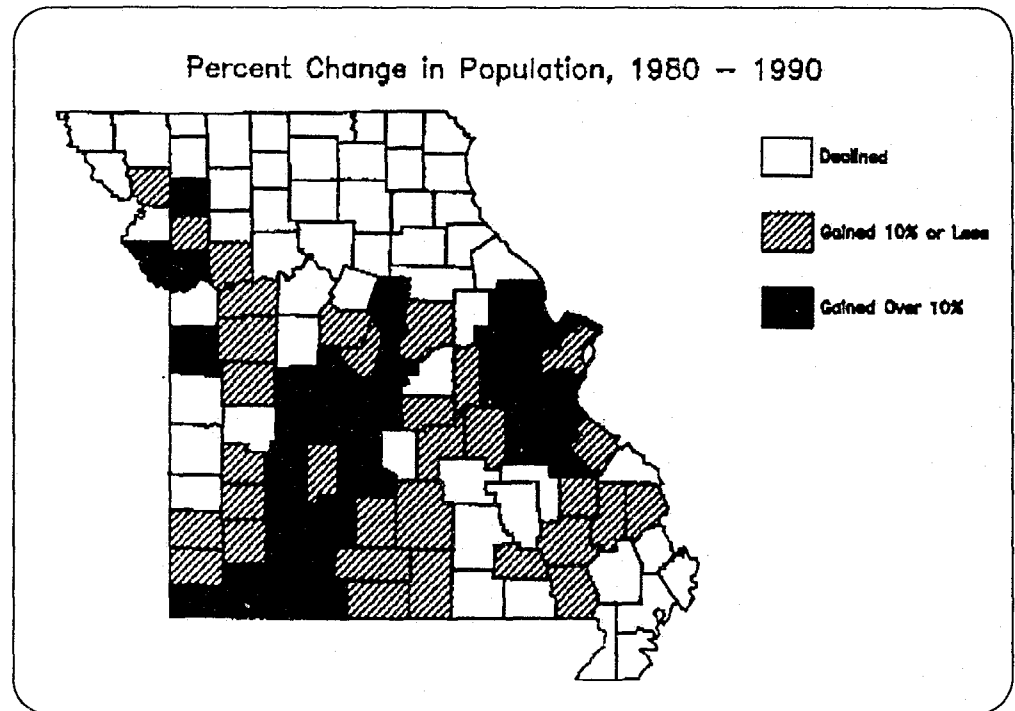 Percent Change in Population, 1980 – 1990
Declined
Gained 10% or Less
Gained Over 10%